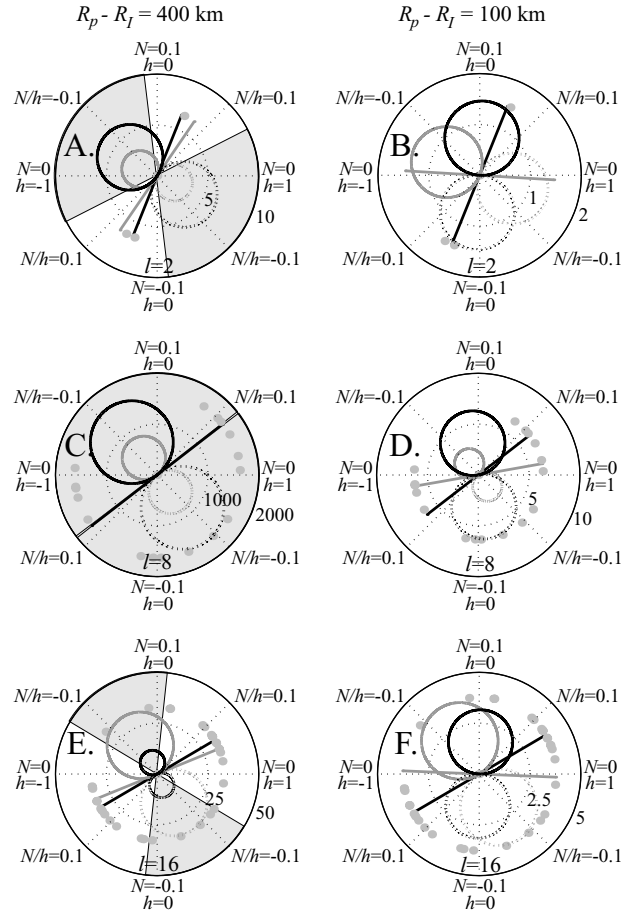 R_p - R_I = 400 km
R_p - R_I = 100 km
N=0.1
h=0
N=0.1
h=0
N/h=-0.1
N/h=0.1
N/h=-0.1
N/h=0.1
A.
B.
N=0
h=-1
N=0
h=1
N=0
h=-1
N=0
h=1
5
10
1
2
N/h=0.1
l=2
N/h=-0.1
N/h=0.1
l=2
N/h=-0.1
N=-0.1
h=0
N=-0.1
h=0
N=0.1
h=0
N=0.1
h=0
N/h=-0.1
N/h=0.1
N/h=-0.1
N/h=0.1
C.
D.
N=0
h=-1
N=0
h=1
N=0
h=-1
N=0
h=1
1000
2000
5
10
N/h=0.1
l=8
N/h=-0.1
N/h=0.1
l=8
N/h=-0.1
N=-0.1
h=0
N=-0.1
h=0
N=0.1
h=0
N=0.1
h=0
N/h=-0.1
N/h=0.1
N/h=-0.1
N/h=0.1
E.
F.
N=0
h=-1
N=0
h=1
N=0
h=-1
N=0
h=1
25
50
2.5
5
N/h=0.1
l=16
N/h=-0.1
N/h=0.1
l=16
N/h=-0.1
N=-0.1
h=0
N=-0.1
h=0